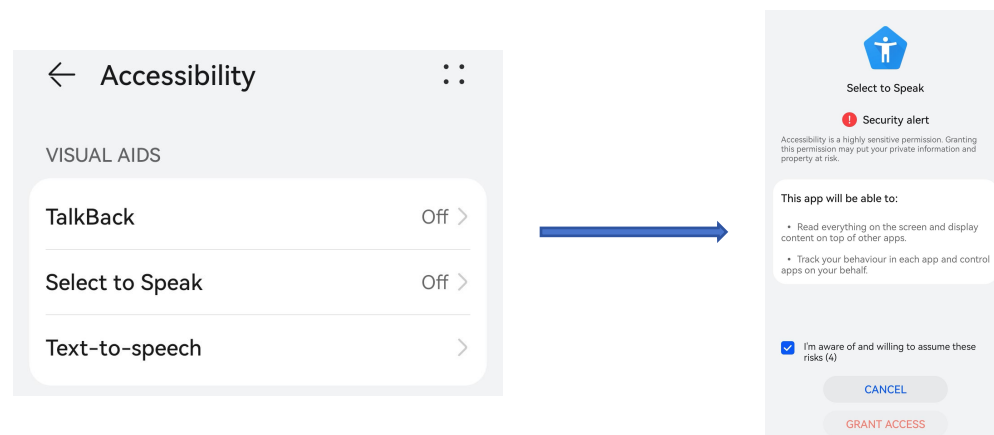 Accessibility
VISUAL AIDS
TalkBack Off
Select to Speak Off
Text-to-speech
Select to Speak
Security alert
Accessibility is a highly sensitive permission. Granting
this permission may put your private information and
property at risk.
This app will be able to:
• Read everything on the screen and display
content on top of other apps.
• Track your behaviour in each app and control
apps on your behalf.
I'm aware of and willing to assume these
risks (4)
CANCEL
GRANT ACCESS